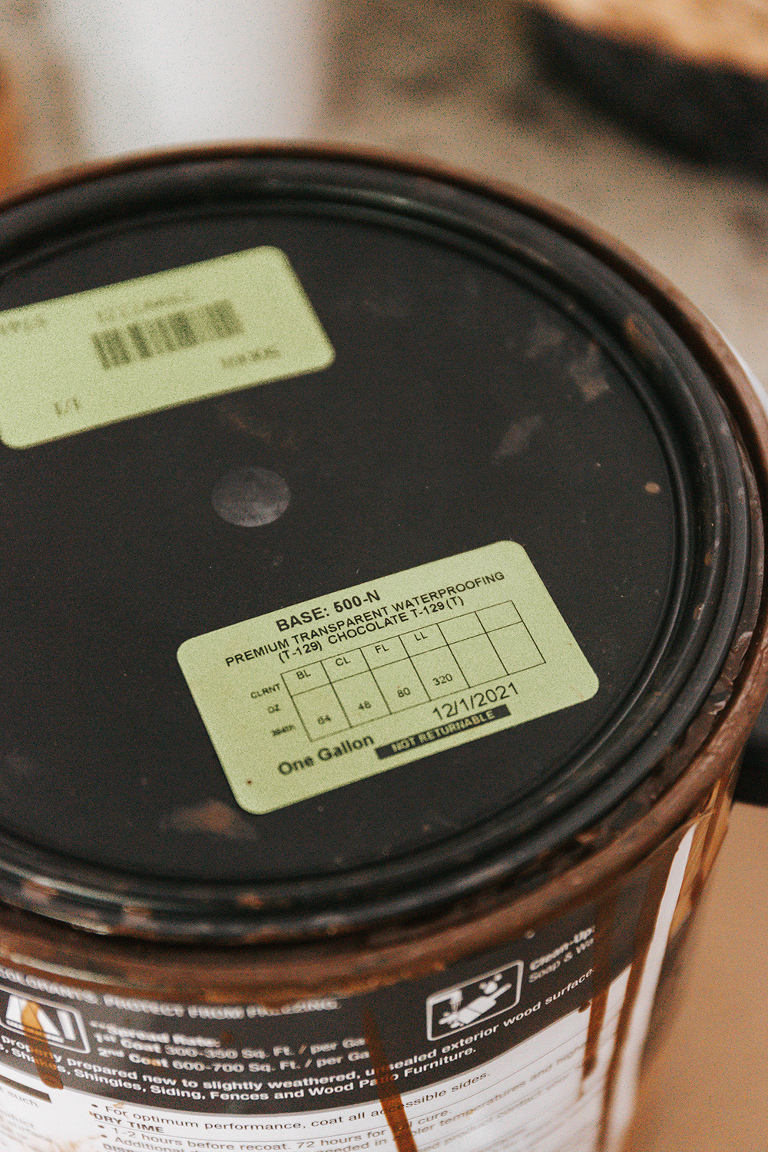 1/1
BASE: 500-N
PREMIUM TRANSPARENT WATERPROOFING
(T-129) CHOCOLATE T-129(T)
CLRNT BL CL FL LL
OZ
384th 64 48 80 320
12/1/2021
One Gallon NOT RETURNABLE
COLORANTS. PROTECT FROM FREEZING.
Clean-Up:
Soap & Wa
Spread Rate:
1st Coat 300-350 Sq. Ft. / per Ga
2nd Coat 600-700 Sq. Ft. / per Ga
properly prepared new to slightly weathered, unsealed exterior wood surface
Shakes, Shingles, Siding, Fences and Wood Patio Furniture.
• For optimum performance, coat all accessible sides.
DRY TIME
• 1-2 hours before recoat. 72 hours for full cure.